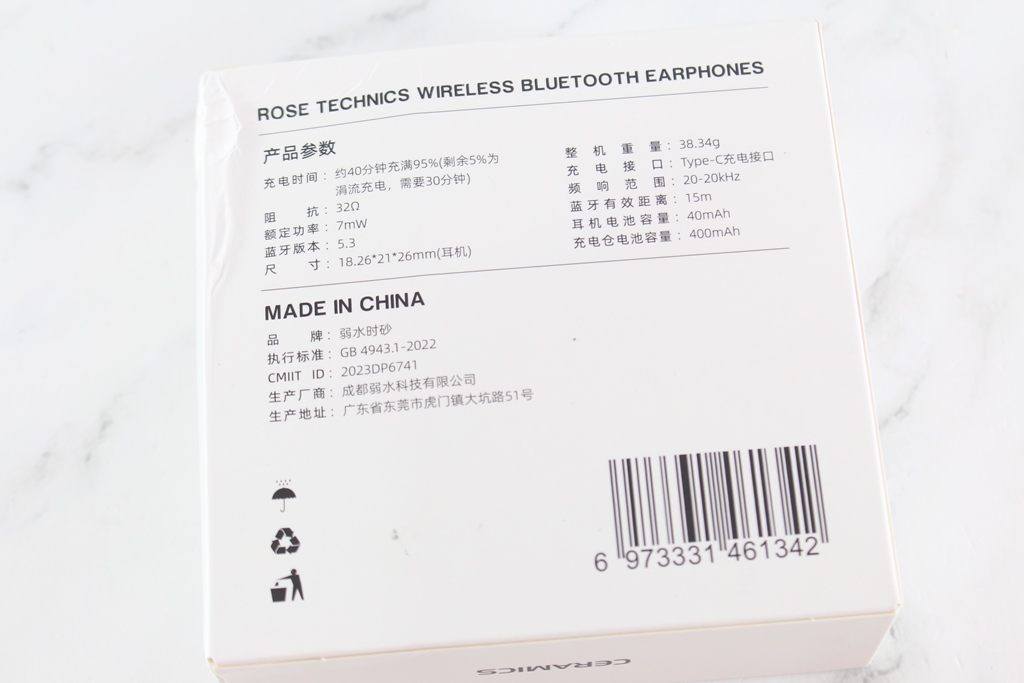 ROSE TECHNICS WIRELESS BLUETOOTH EARPHONES
产品参数
充电时间：约40分钟充满95%(剩余5%为
涓流充电，需要30分钟)
阻抗：32Ω
额定功率：7mW
蓝牙版本：5.3
尺寸：18.26*21*26mm(耳机)
整机重量：38.34g
充电接口：Type-C充电接口
频响范围：20-20kHz
蓝牙有效距离：15m
耳机电池容量：40mAh
充电仓电池容量：400mAh
MADE IN CHINA
品牌：弱水时砂
执行标准：GB 4943.1-2022
CMIIT ID：2023DP6741
生产厂商：成都弱水科技有限公司
生产地址：广东省东莞市虎门镇大坑路51号
6 973331 461342
CERAMICS